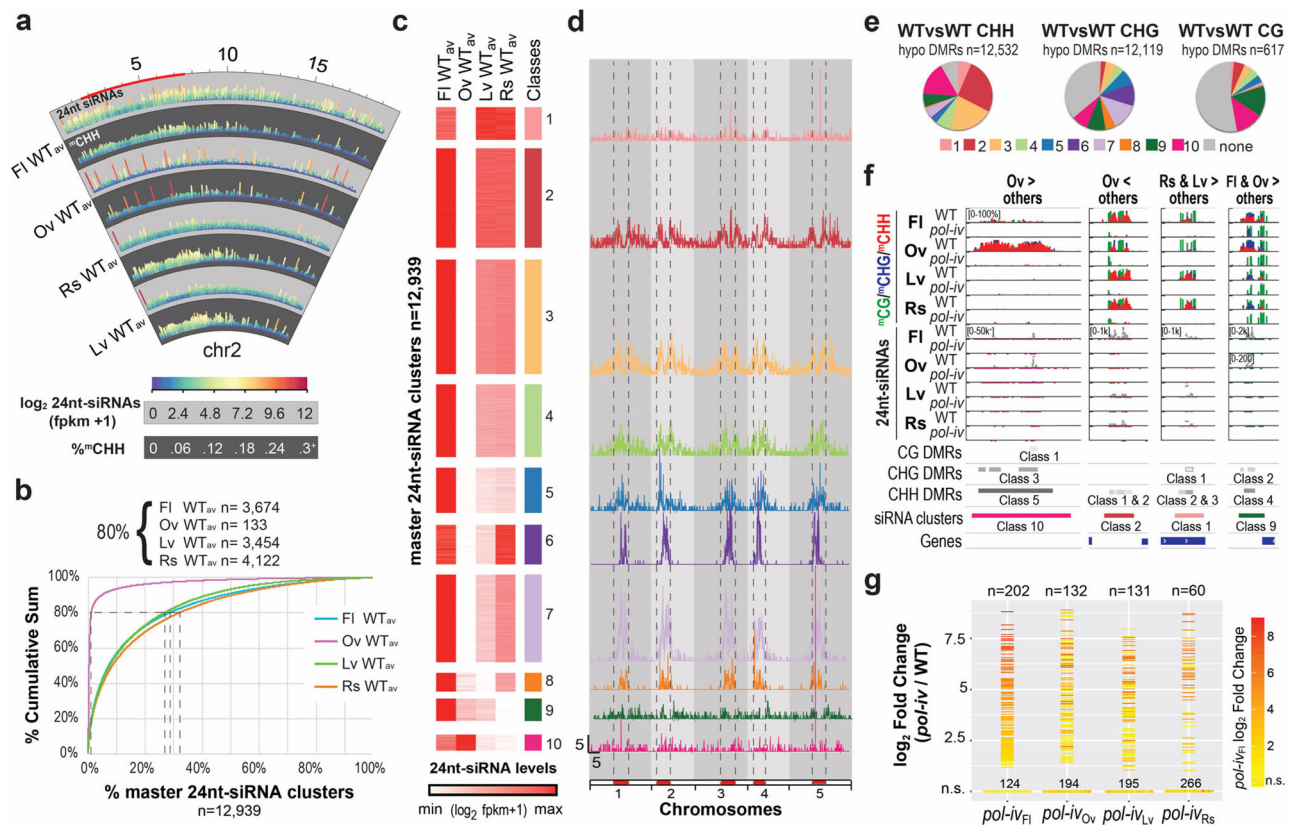 a
5 10 15
24nt siRNAs
mCHH
Fl WTav
Ov WTav
Rs WTav
Lv WTav
chr2
log2 24nt-siRNAs (fpkm +1)
0 2.4 4.8 7.2 9.6 12
%mCHH
0 .06 .12 .18 .24 .3+
b
80%
Fl WTav n= 3,674
Ov WTav n= 133
Lv WTav n= 3,454
Rs WTav n= 4,122
% Cumulative Sum
100%
80%
60%
40%
20%
0%
Fl WTav
Ov WTav
Lv WTav
Rs WTav
0% 20% 40% 60% 80% 100%
% master 24nt-siRNA clusters
n=12,939
c
Fl WTav
Ov WTav
Lv WTav
Rs WTav
Classes
master 24nt-siRNA clusters n=12,939
1
2
3
4
5
6
7
8
9
10
24nt-siRNA levels
min (log2 fpkm+1) max
d
5
5
1 2 3 4 5
Chromosomes
e
WTvsWT CHH
hypo DMRs n=12,532
WTvsWT CHG
hypo DMRs n=12,119
WTvsWT CG
hypo DMRs n=617
1 2 3 4 5 6 7 8 9 10 none
f
Ov > others
Ov < others
Rs & Lv > others
Fl & Ov > others
mCG/mCHG/mCHH
Fl
WT
pol-iv
Ov
WT
pol-iv
Lv
WT
pol-iv
Rs
WT
pol-iv
[0-100%]
24nt-siRNAs
Fl
WT
pol-iv
Ov
WT
pol-iv
Lv
WT
pol-iv
Rs
WT
pol-iv
[0-50k+]
[0-1k]
[0-1k]
[0-2k]
[0-200]
CG DMRs
Class 1
CHG DMRs
Class 3
Class 1
Class 2
CHH DMRs
Class 5
Class 1 & 2
Class 2 & 3
Class 4
siRNA clusters
Class 10
Class 2
Class 1
Class 9
Genes
g
n=202 n=132 n=131 n=60
log2 Fold Change
(pol-iv / WT)
7.5
5
2.5
n.s.
124 194 195 266
pol-ivFl pol-ivOv pol-ivLv pol-ivRs
pol-ivFl log2 Fold Change
8
6
4
2
n.s.